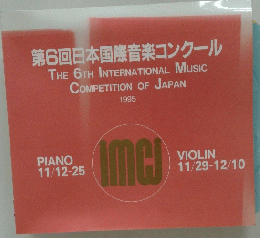 第6回日本国際音楽コンクール
THE 6TH INTERNATIONAL MUSIC
COMPETITION OF JAPAN
1995
PIANO
11/12-25
imcj
VIOLIN
11/29-12/10